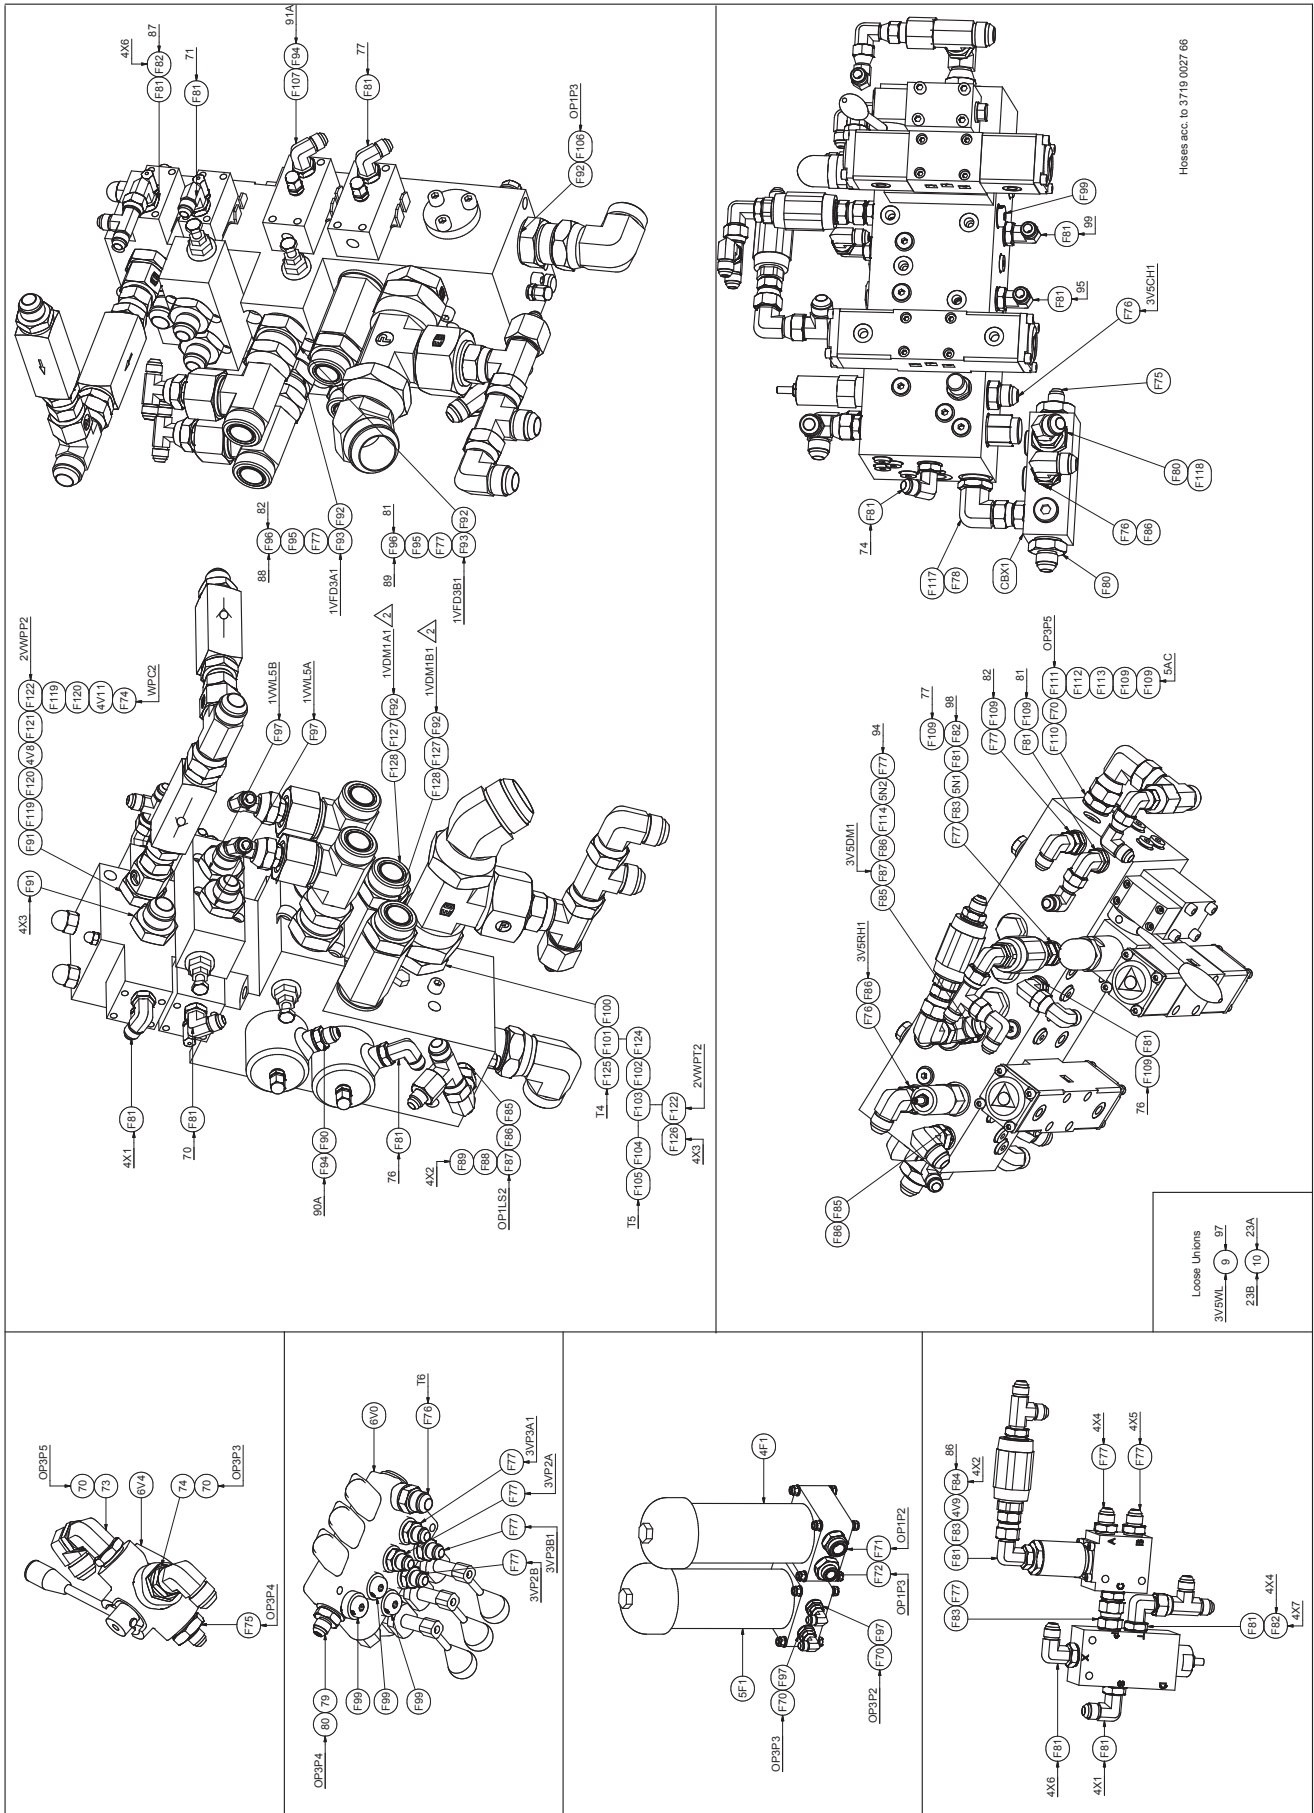 4X6
87
F81 F82
71
F81
91A
F107 F94
77
F81
OP1P3
F92 F106
82
F96 F95 F77 F93 F92
88
1VFD3A1
81
F96 F95 F77 F93 F92
89
1VFD3B1
2VWPP2
F91 F119 F120 4V8 F121 F122
F119
F120
4V11
F74
WPC2
4X3
F91
1VWL5B
F97
1VWL5A
F97
1VDM1A1 2
F128 F127 F92
1VDM1B1 2
F128 F127 F92
4X1
F81
70
F81
90A
F94 F90
76
F81
4X2
F89 F88 F87 F86 F85
OP1LS2
T4
F125 F101 F100
F105 F104 F103 F102 F124
T5
F126 F122
2VWPT2
4X3
Hoses acc. to 3719 0027 66
F99
F81
99
F81
95
F76
3V5CH1
F75
F80 F118
F76 F86
F80
CBX1
F117 F78
F81
74
OP3P5
F110 F70 F111
F112
F113
F109
F109
5AC
81
F81 F109
82
F77 F109
77
F109
98
F77 F83 5N1 F81 F82
94
3V5DM1
F85 F87 F86 F114 5N2 F77
3V5RH1
F76 F86
F86 F85
F109 F81
76
Loose Unions
3V5WL 9 97
23B 10 23A
OP3P5
70 73
6V4
74 70
OP3P3
F75
OP3P4
6V0
T6
F76
F77
3VP3A1
F77
3VP2A
F77
3VP3B1
F77
3VP2B
OP3P4
80 79
F99
F99
F99
4F1
5F1
F71
OP1P2
F72
OP1P3
F70 F97
OP3P3
F70 F97
OP3P2
86
F81 F83 4V9 F84
4X2
F83 F77
4X4
F77
4X5
F77
A
B
X
F81
4X6
F81
4X1
F81 F82
4X4
4X7